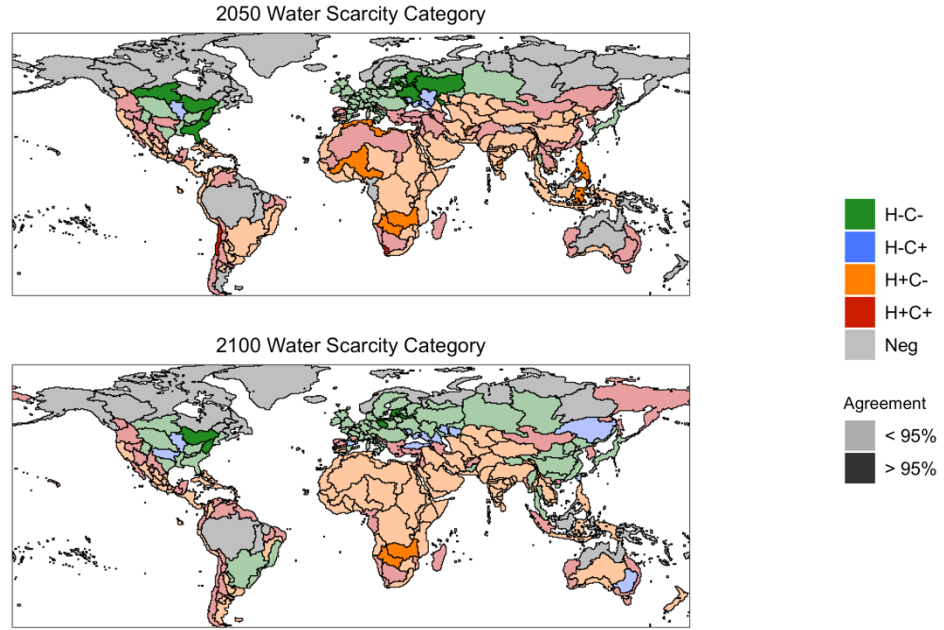 2050 Water Scarcity Category
H-C-
H-C+
H+C-
H+C+
Neg
2100 Water Scarcity Category
Agreement
< 95%
> 95%